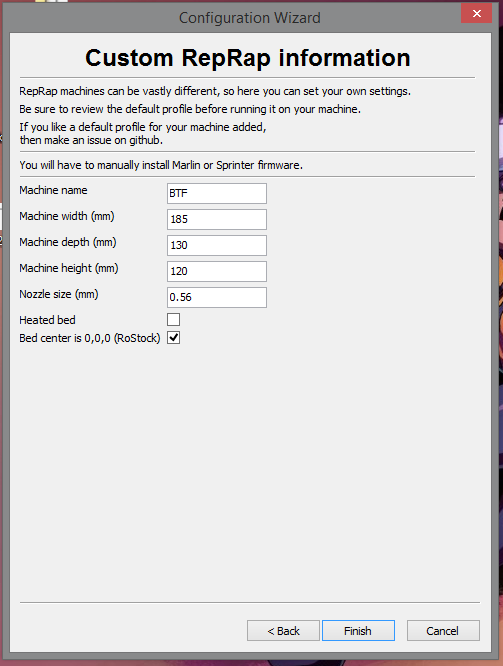 Configuration Wizard
Custom RepRap information
RepRap machines can be vastly different, so here you can set your own settings.
Be sure to review the default profile before running it on your machine.
If you like a default profile for your machine added,
then make an issue on github.
You will have to manually install Marlin or Sprinter firmware.
Machine name BTF
Machine width (mm) 185
Machine depth (mm) 130
Machine height (mm) 120
Nozzle size (mm) 0.56
Heated bed
Bed center is 0,0,0 (RoStock)
< Back Finish Cancel